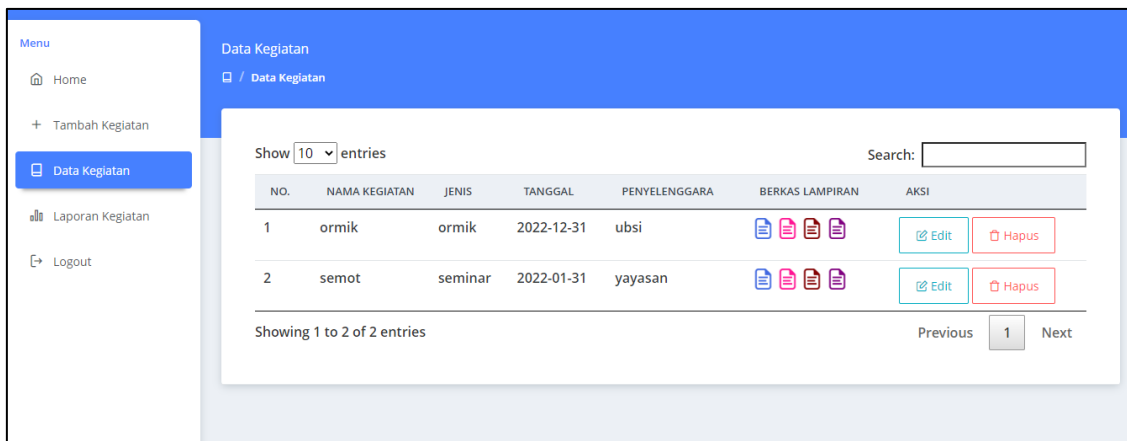 Menu
Home
Tambah Kegiatan
Data Kegiatan
Laporan Kegiatan
Logout
Data Kegiatan
/ Data Kegiatan
Show 10 entries
Search:
NO. NAMA KEGIATAN JENIS TANGGAL PENYELENGGARA BERKAS LAMPIRAN AKSI
1 ormik ormik 2022-12-31 ubsi Edit Hapus
2 semot seminar 2022-01-31 yayasan Edit Hapus
Showing 1 to 2 of 2 entries
Previous 1 Next